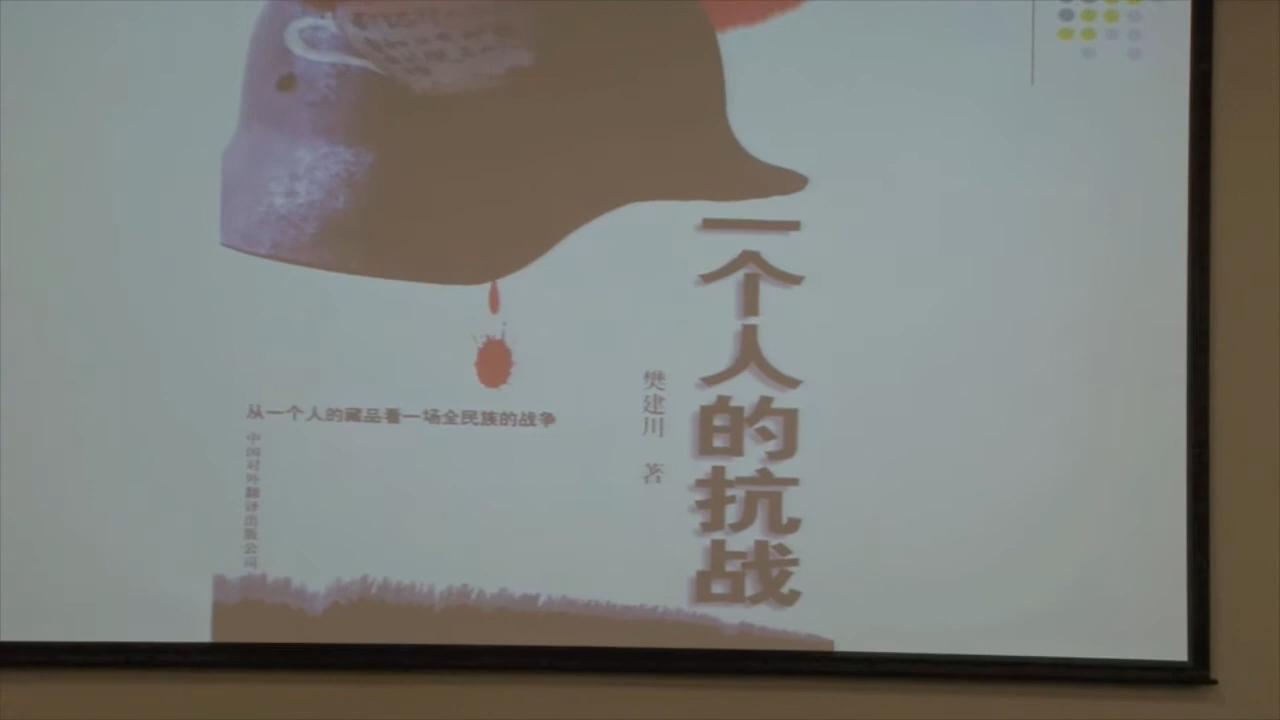 一个人的抗战
樊建川 著
从一个人的藏品看一场全民族的战争
中国对外翻译出版公司